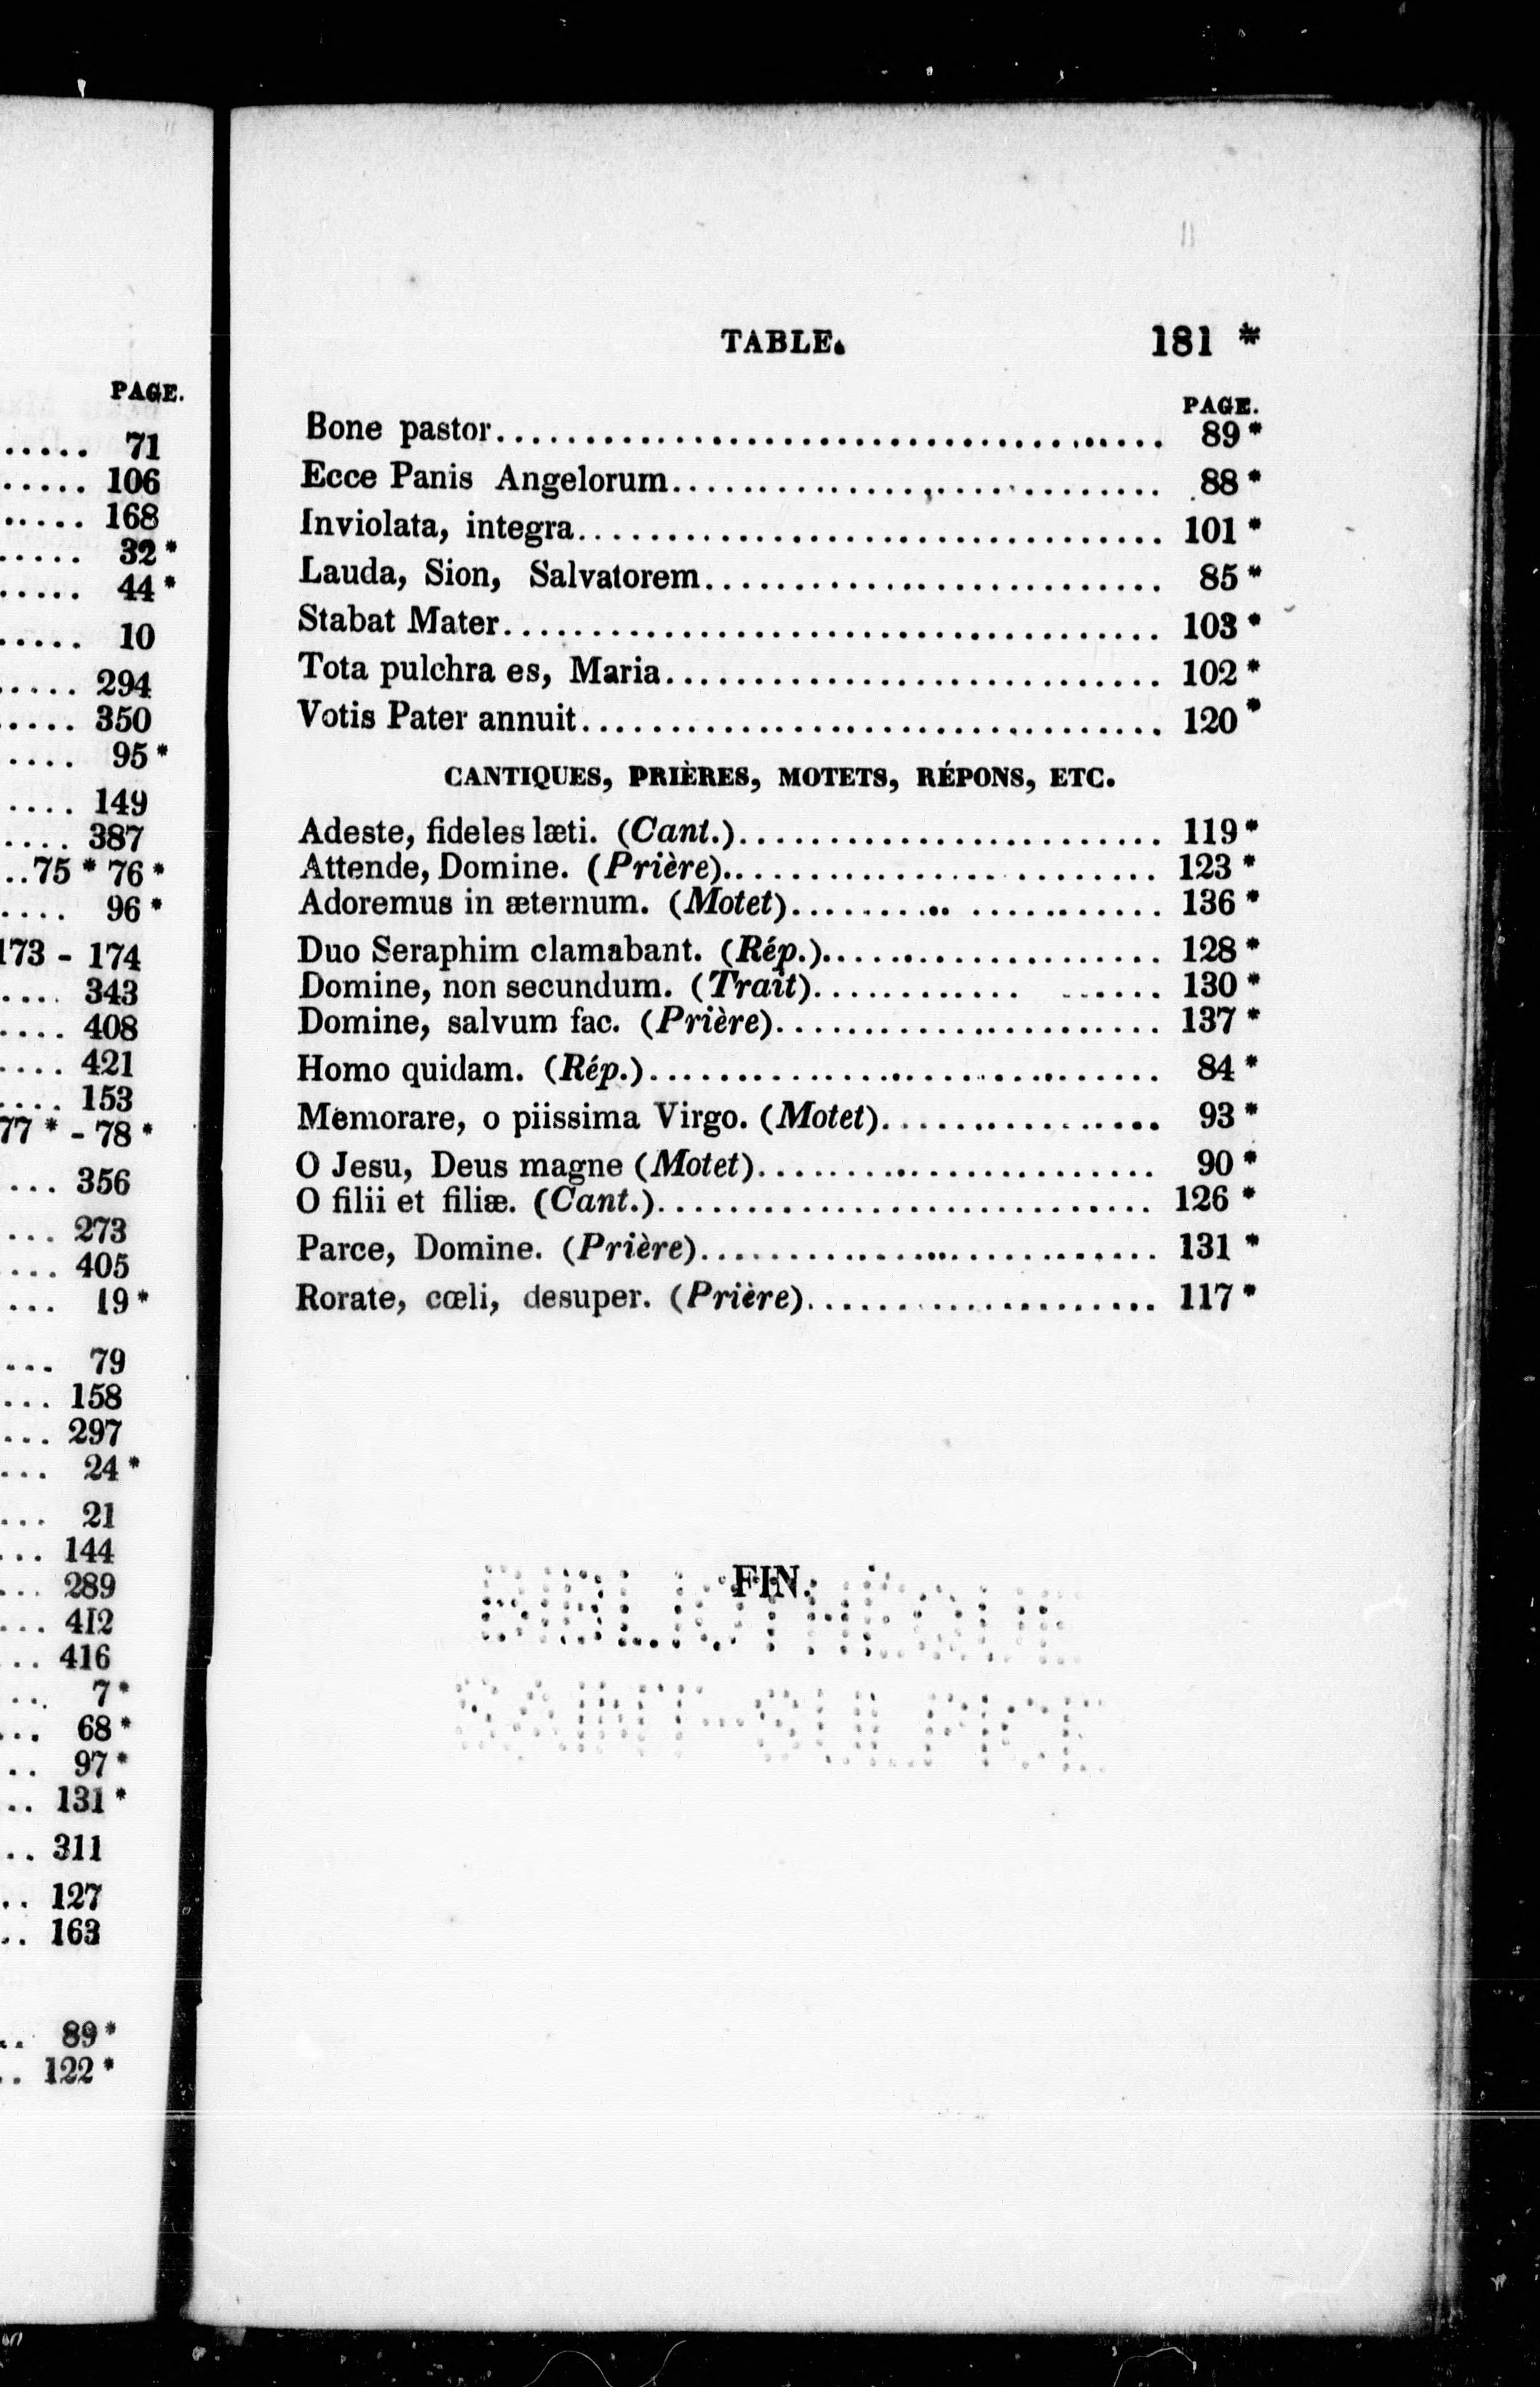 PAGE.
..... 71
..... 106
..... 168
..... 32 *
..... 44 *
..... 10
..... 294
..... 350
.... 95 *
.... 149
.... 387
..75 * 76 *
.... 96 *
173 - 174
.... 343
.... 408
.... 421
.... 153
77 * - 78 *
... 356
... 273
.... 405
... 19 *
... 79
... 158
... 297
... 24 *
... 21
... 144
... 289
... 412
.. 416
... 7 *
... 68 *
.. 97 *
.. 131 *
.. 311
.. 127
.. 163
.. 89 *
. 122 *
TABLE. 181 *
PAGE.
Bone pastor........................................ 89 *
Ecce Panis Angelorum.............................. 88 *
Inviolata, integra.................................. 101 *
Lauda, Sion, Salvatorem........................... 85 *
Stabat Mater....................................... 103 *
Tota pulchra es, Maria............................. 102 *
Votis Pater annuit.................................. 120 *
CANTIQUES, PRIÈRES, MOTETS, RÉPONS, ETC.
Adeste, fideles læti. (Cant.)......................... 119 *
Attende, Domine. (Prière).......................... 123 *
Adoremus in æternum. (Motet)..................... 136 *
Duo Seraphim clamabant. (Rép.).................... 128 *
Domine, non secundum. (Trait).................... 130 *
Domine, salvum fac. (Prière)....................... 137 *
Homo quidam. (Rép.).............................. 84 *
Memorare, o piissima Virgo. (Motet)................ 93 *
O Jesu, Deus magne (Motet)........................ 90 *
O filii et filiæ. (Cant.)............................. 126 *
Parce, Domine. (Prière)........................... 131 *
Rorate, cœli, desuper. (Prière)..................... 117 *
FIN.
BIBLIOTHEQUE
SAINT-SULPICE